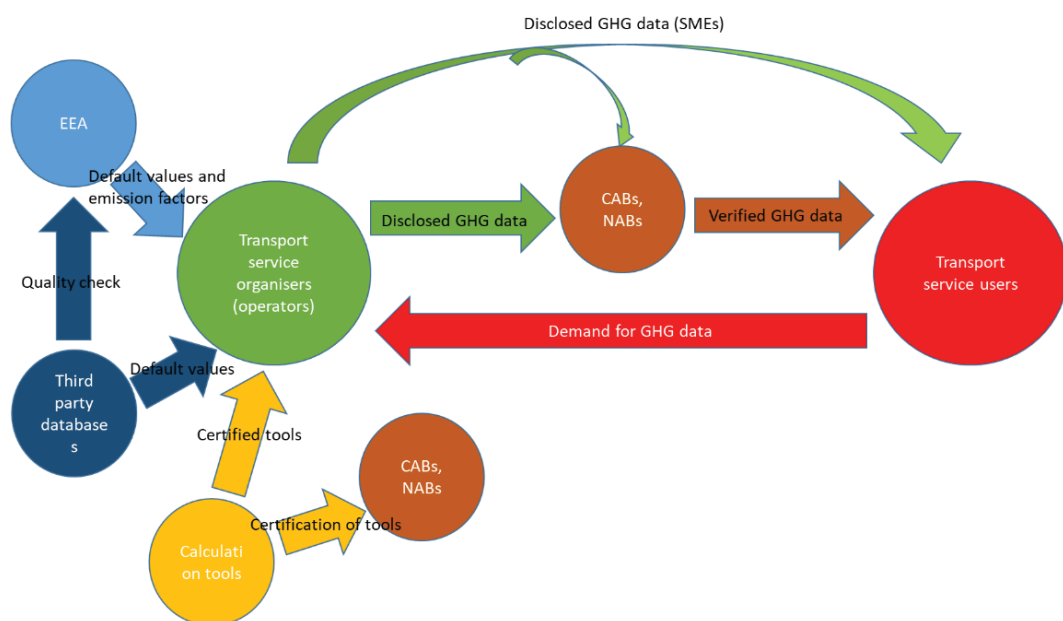 Disclosed GHG data (SMEs)
EEA
Default values and
emission factors
CABs,
NABs
Transport
service
organisers
(operators)
Disclosed GHG data
Verified GHG data
Transport
service users
Quality check
Demand for GHG data
Default values
Third
party
database
s
Certified tools
CABs,
NABs
Certification of tools
Calculati
on tools